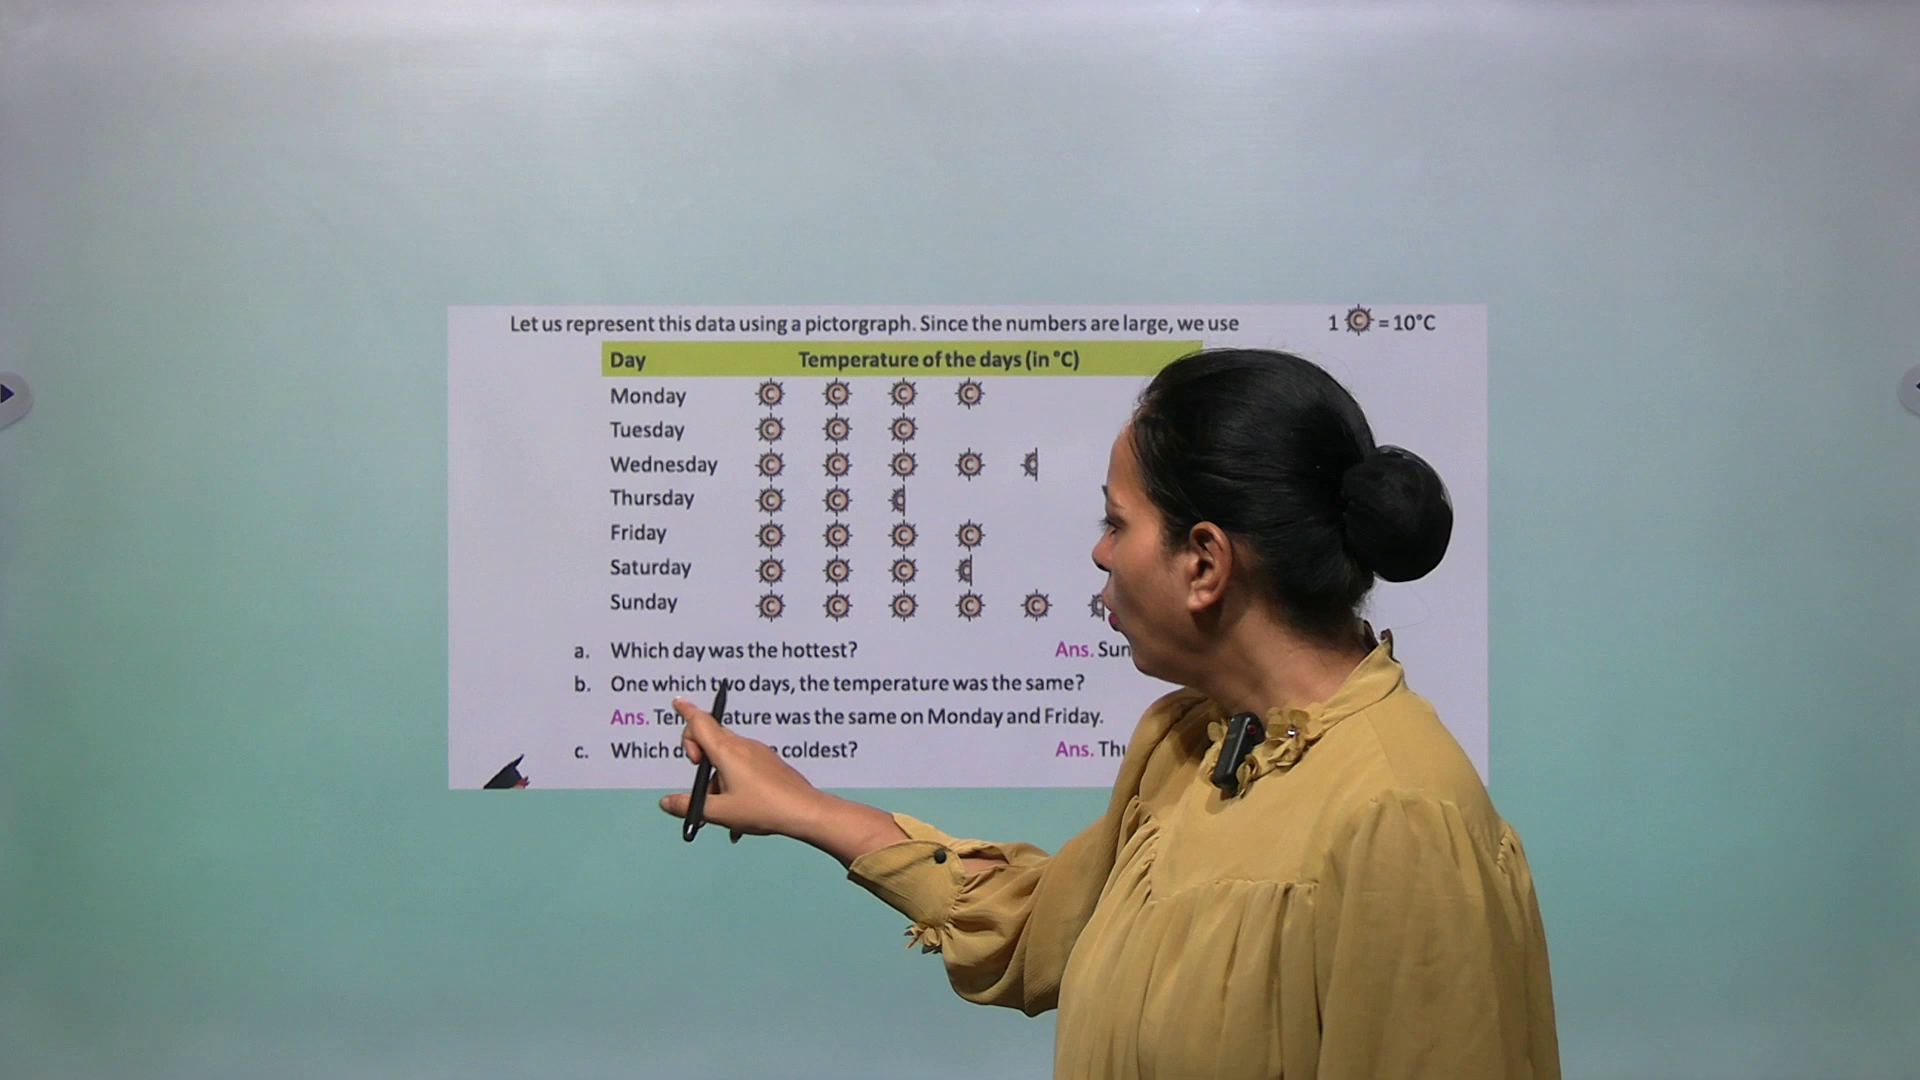 Let us represent this data using a pictorgraph. Since the numbers are large, we use 1 = 10°C
Day Temperature of the days (in °C)
Monday C C C C
Tuesday C C C
Wednesday C C C C
Thursday C C
Friday C C C C
Saturday C C C
Sunday C C C C C
a. Which day was the hottest? Ans. Sun
b. One which two days, the temperature was the same?
Ans. was the same on Monday and Friday.
c. Which coldest? Ans.